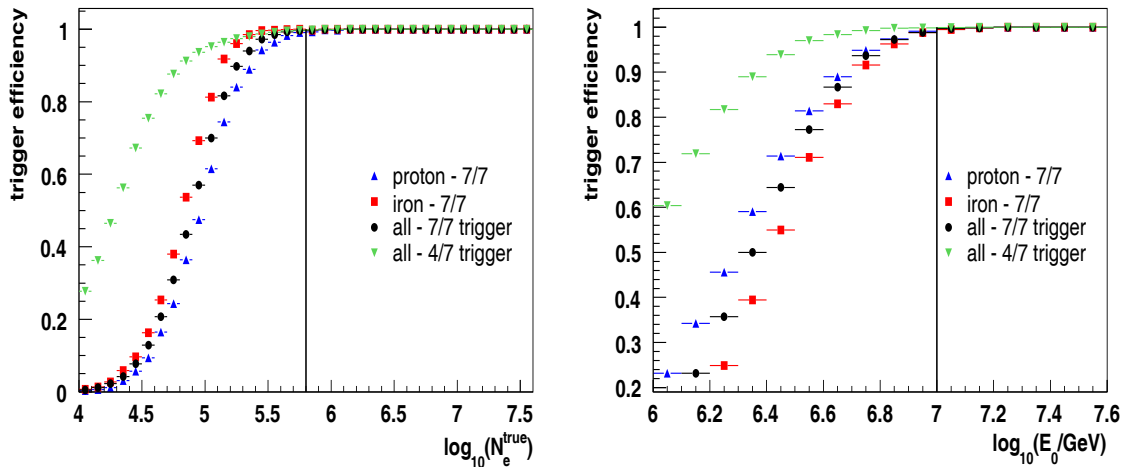 trigger efficiency
1
0.8
0.6
0.4
0.2
0
4
4.5
5
5.5
6
6.5
7
7.5
log10(N_e^true)
proton - 7/7
iron - 7/7
all - 7/7 trigger
all - 4/7 trigger
trigger efficiency
1
0.9
0.8
0.7
0.6
0.5
0.4
0.3
0.2
6
6.2
6.4
6.6
6.8
7
7.2
7.4
7.6
log10(E0/GeV)
proton - 7/7
iron - 7/7
all - 7/7 trigger
all - 4/7 trigger